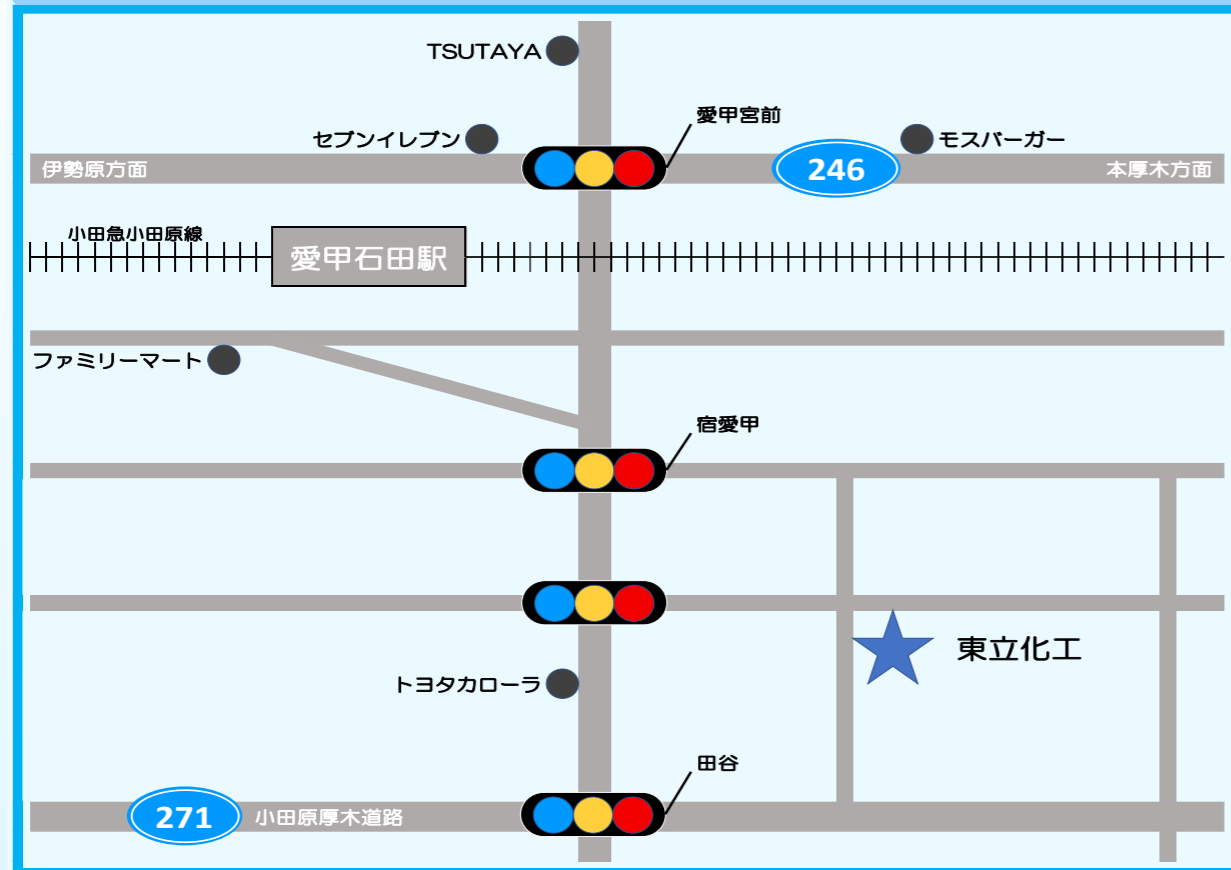 TSUTAYA
愛甲宮前
セブンイレブン
モスバーガー
伊勢原方面
246
本厚木方面
小田急小田原線
愛甲石田駅
ファミリーマート
宿愛甲
東立化工
トヨタカローラ
田谷
271
小田原厚木道路